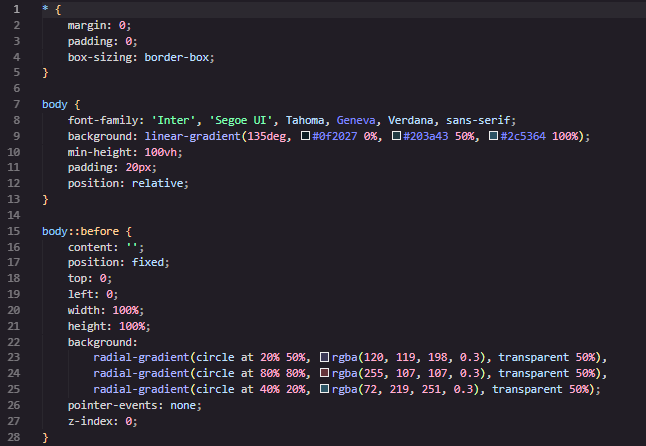 1 * {
2     margin: 0;
3     padding: 0;
4     box-sizing: border-box;
5 }
6
7 body {
8     font-family: 'Inter', 'Segoe UI', Tahoma, Geneva, Verdana, sans-serif;
9     background: linear-gradient(135deg, #0f2027 0%, #203a43 50%, #2c5364 100%);
10     min-height: 100vh;
11     padding: 20px;
12     position: relative;
13 }
14
15 body::before {
16     content: '';
17     position: fixed;
18     top: 0;
19     left: 0;
20     width: 100%;
21     height: 100%;
22     background:
23         radial-gradient(circle at 20% 50%, rgba(120, 119, 198, 0.3), transparent 50%),
24         radial-gradient(circle at 80% 80%, rgba(255, 107, 107, 0.3), transparent 50%),
25         radial-gradient(circle at 40% 20%, rgba(72, 219, 251, 0.3), transparent 50%);
26     pointer-events: none;
27     z-index: 0;
28 }